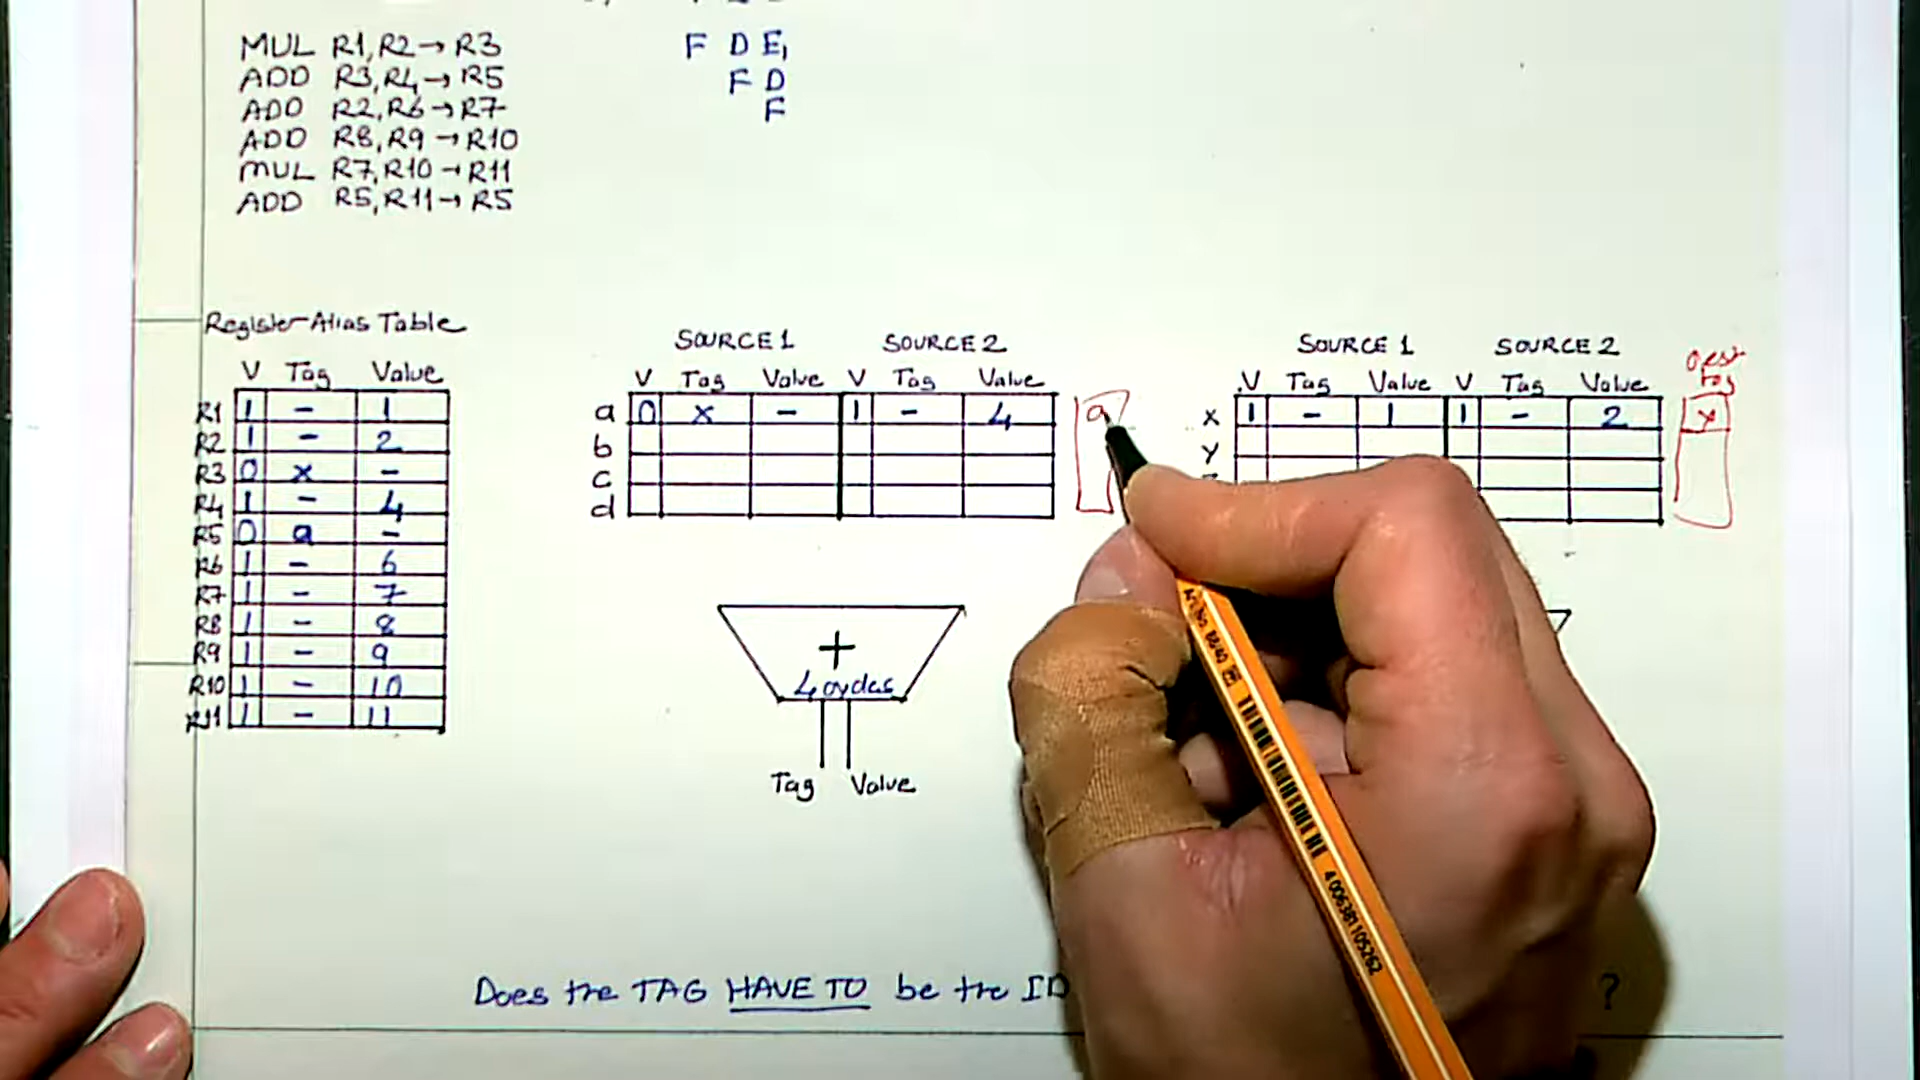 MUL R1, R2 → R3
ADD R3, R4 → R5
ADD R2, R6 → R7
ADD R8, R9 → R10
MUL R7, R10 → R11
ADD R5, R11 → R5
F D E1
F D
F
Register Alias Table
V Tag Value
R1 1 - 1
R2 1 - 2
R3 0 x -
R4 1 - 4
R5 0 a -
R6 1 - 6
R7 1 - 7
R8 1 - 8
R9 1 - 9
R10 1 - 10
R11 1 - 11
SOURCE 1 SOURCE 2
V Tag Value V Tag Value
a 0 x - 1 - 4 a
b
c
d
+
4 cycles
Tag Value
SOURCE 1 SOURCE 2 Dest tag
V Tag Value V Tag Value
x 1 - 1 1 - 2 x
y
Does the TAG HAVE TO be the ID ?
4006381105262